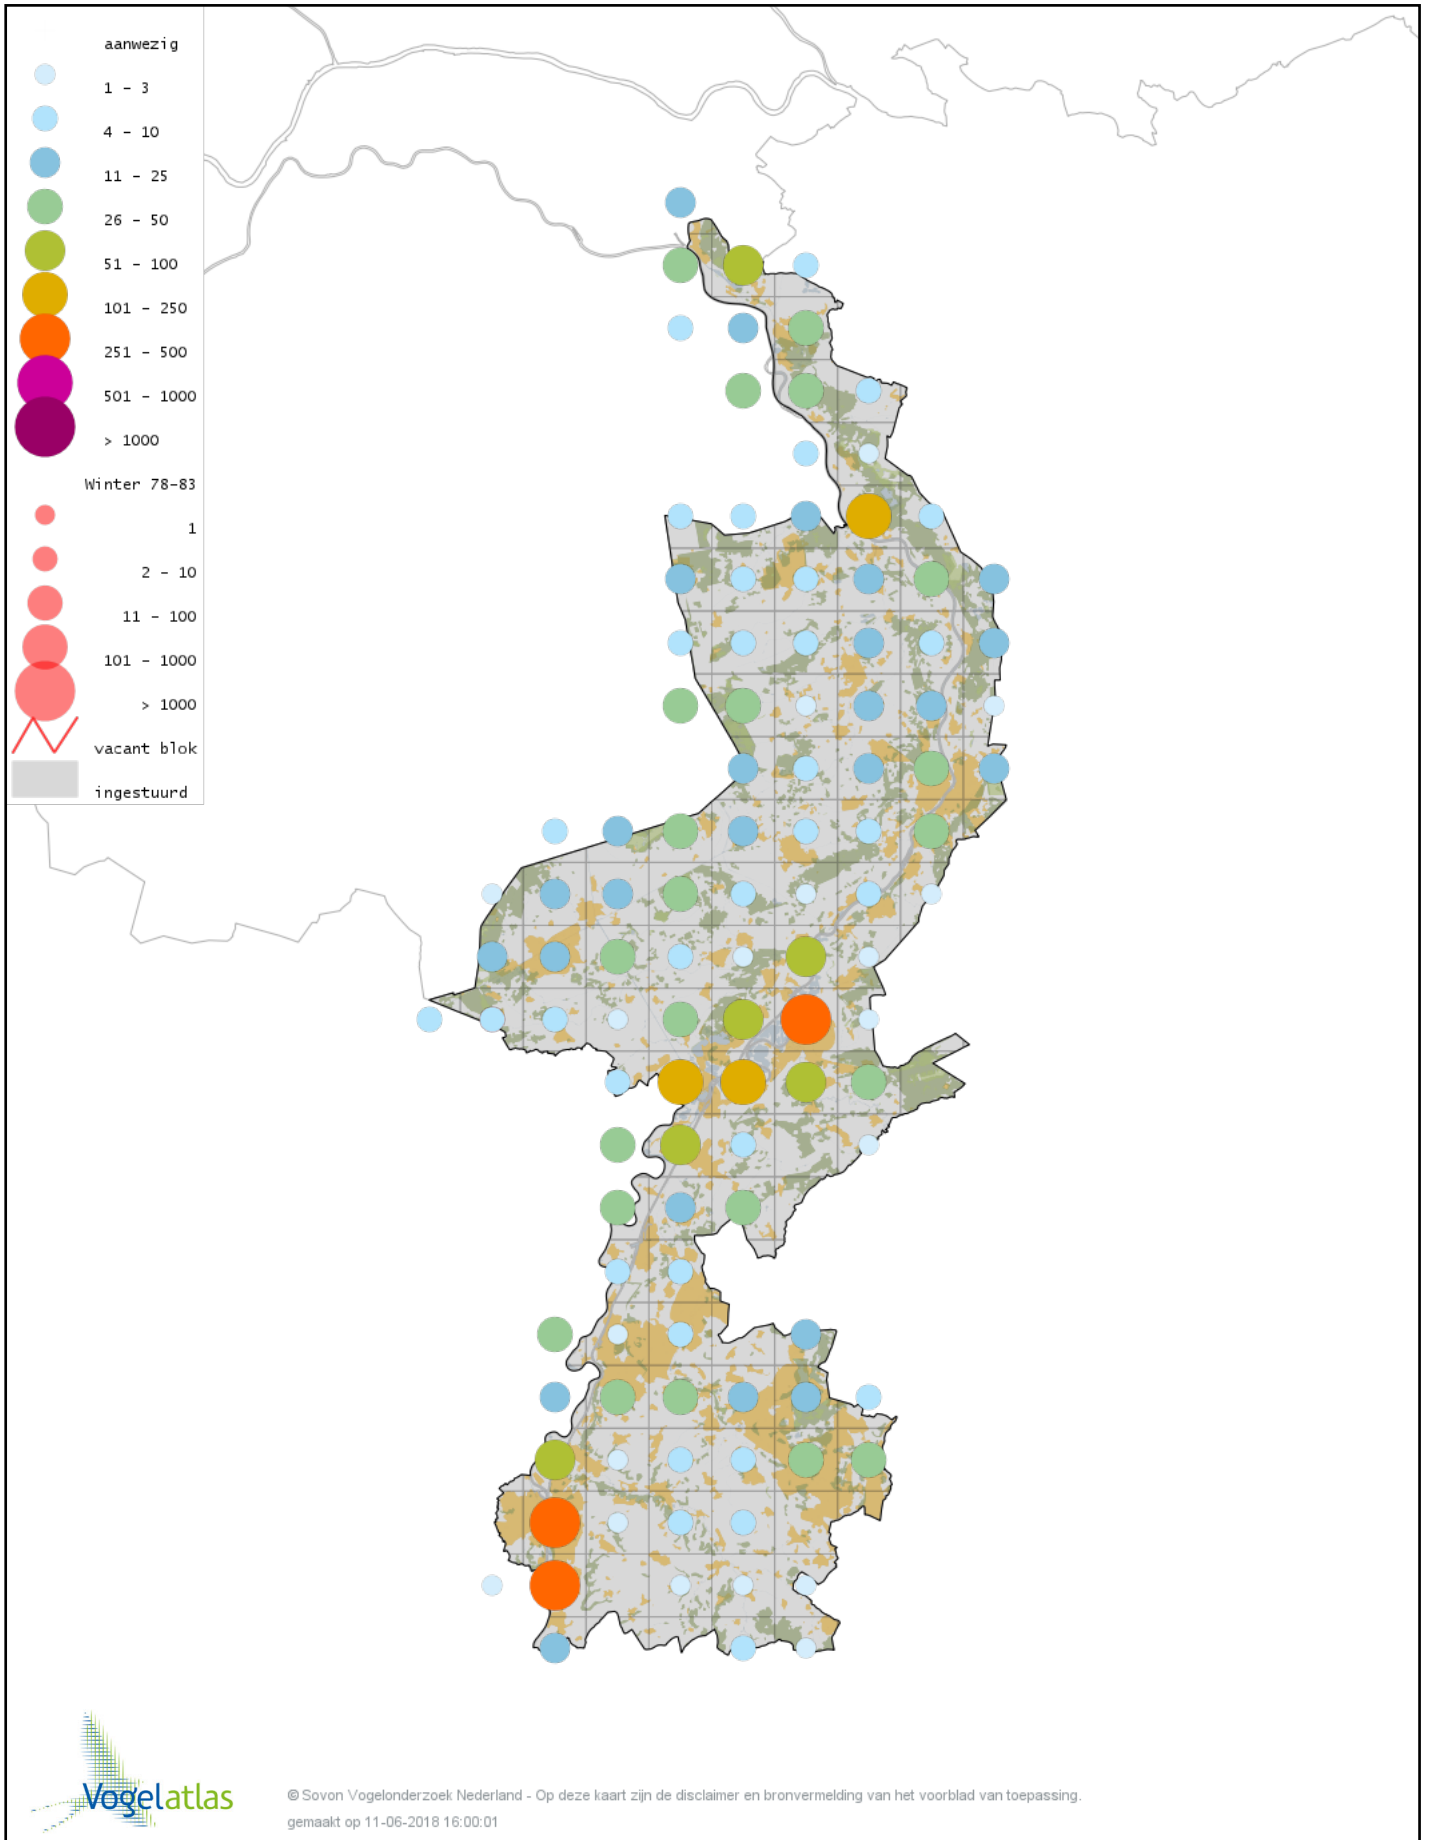 aanwezig
1 - 3
4 - 10
11 - 25
26 - 50
51 - 100
101 - 250
251 - 500
501 - 1000
> 1000
Winter 78-83
1
2 - 10
11 - 100
101 - 1000
> 1000
vacant blok
ingestuurd
Vogelatlas
© Sovon Vogelonderzoek Nederland - Op deze kaart zijn de disclaimer en bronvermelding van het voorblad van toepassing.
gemaakt op 11-06-2018 16:00:01